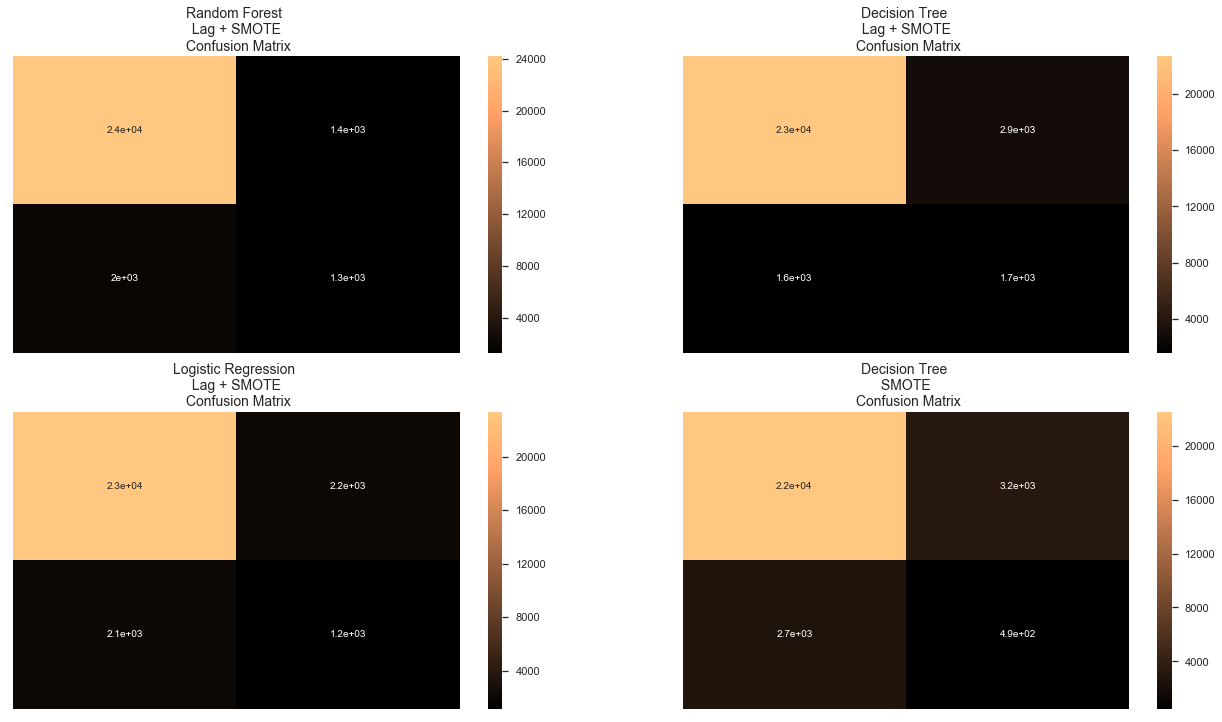 Random Forest
Lag + SMOTE
Confusion Matrix
2.4e+04
1.4e+03
2e+03
1.3e+03
24000
20000
16000
12000
8000
4000
Decision Tree
Lag + SMOTE
Confusion Matrix
2.3e+04
2.9e+03
1.6e+03
1.7e+03
20000
16000
12000
8000
4000
Logistic Regression
Lag + SMOTE
Confusion Matrix
2.3e+04
2.2e+03
2.1e+03
1.2e+03
20000
16000
12000
8000
4000
Decision Tree
SMOTE
Confusion Matrix
2.2e+04
3.2e+03
2.7e+03
4.9e+02
20000
16000
12000
8000
4000